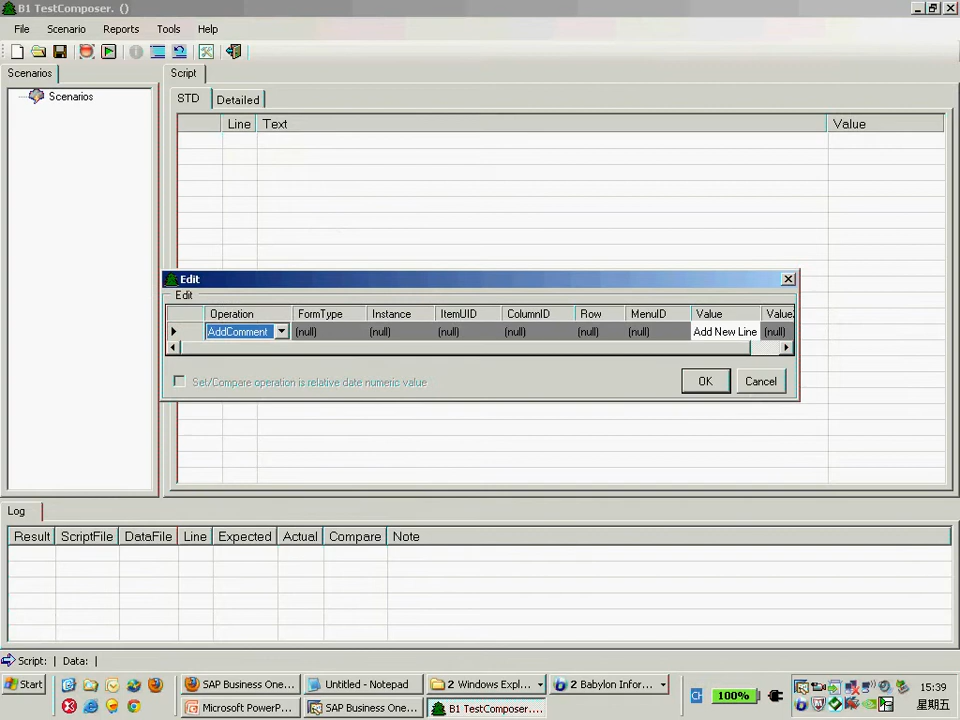 B1 TestComposer. ()
File Scenario Reports Tools Help
Scenarios
Script
Scenarios
STD Detailed
Line Text Value
Edit
Edit
Operation FormType Instance ItemUID ColumnID Row MenuID Value Value
AddComment (null) (null) (null) (null) (null) (null) Add New Line (null)
Set/Compare operation is relative date numeric value
OK Cancel
Log
Result ScriptFile DataFile Line Expected Actual Compare Note
Script: | Data: |
Start SAP Business One... Untitled - Notepad 2 Windows Expl... 2 Babylon Infor... 100% 15:39
Microsoft PowerP... SAP Business One... B1 TestComposer.... 星期五